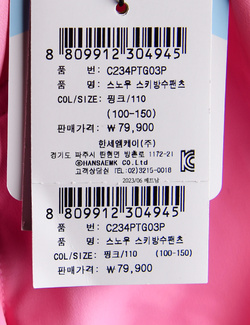 8 809912 304945
품 번: C234PTG03P
품 명: 스노우 스키방수팬츠
COL/SIZE: 핑크/110
(100-150)
판매가격: ₩ 79,900
한세엠케이(주)
경기도 파주시 탄현면 방촌로 1172-21
ⓒHANSAEMK Co.Ltd
고객상담실: TEL:02)3215-0018
2023/06 베트남
8 809912 304945
품 번: C234PTG03P
품 명: 스노우 스키방수팬츠
COL/SIZE: 핑크/110 (100-150)
판매가격: ₩ 79,900